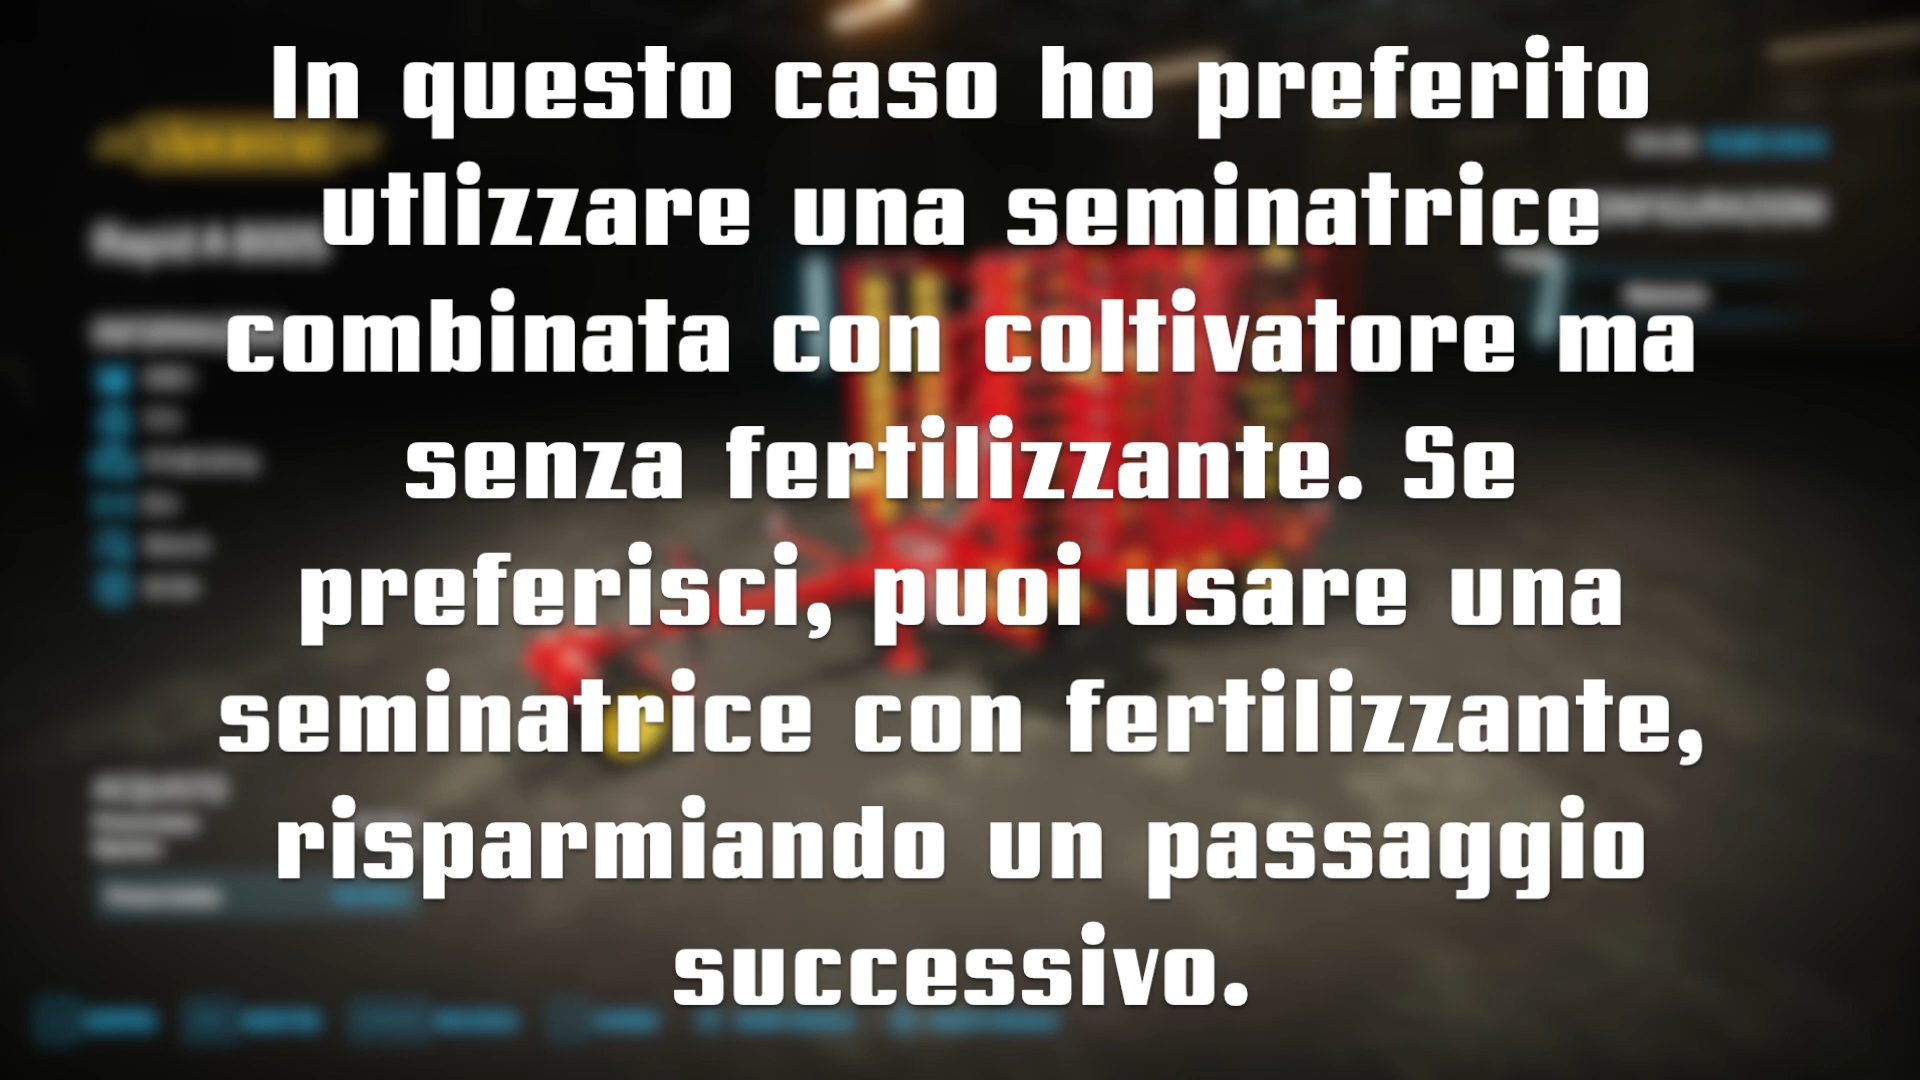 In questo caso ho preferito
utlizzare una seminatrice
combinata con coltivatore ma
senza fertilizzante. Se
preferisci, puoi usare una
seminatrice con fertilizzante,
risparmiando un passaggio
successivo.